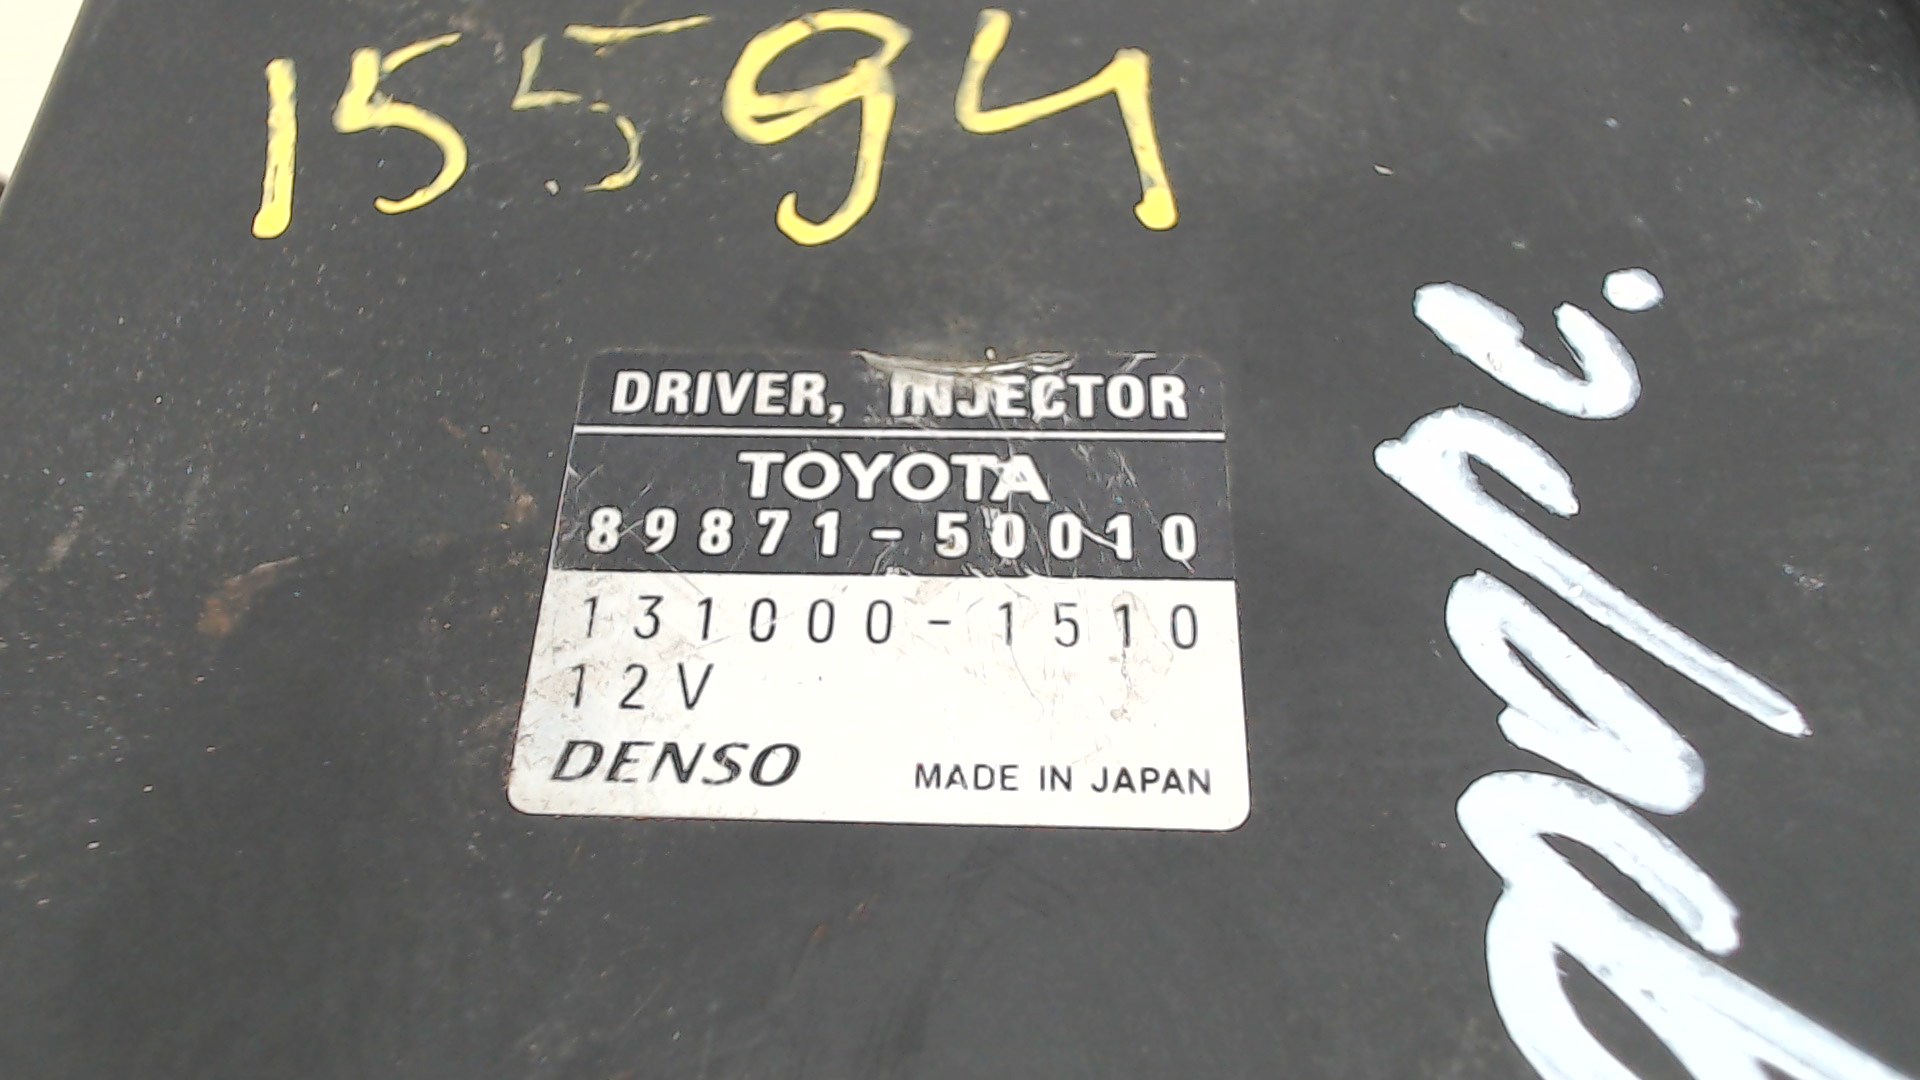 15594
DRIVER, INJECTOR
TOYOTA
89871-50010
131000-1510
12V
DENSO MADE IN JAPAN